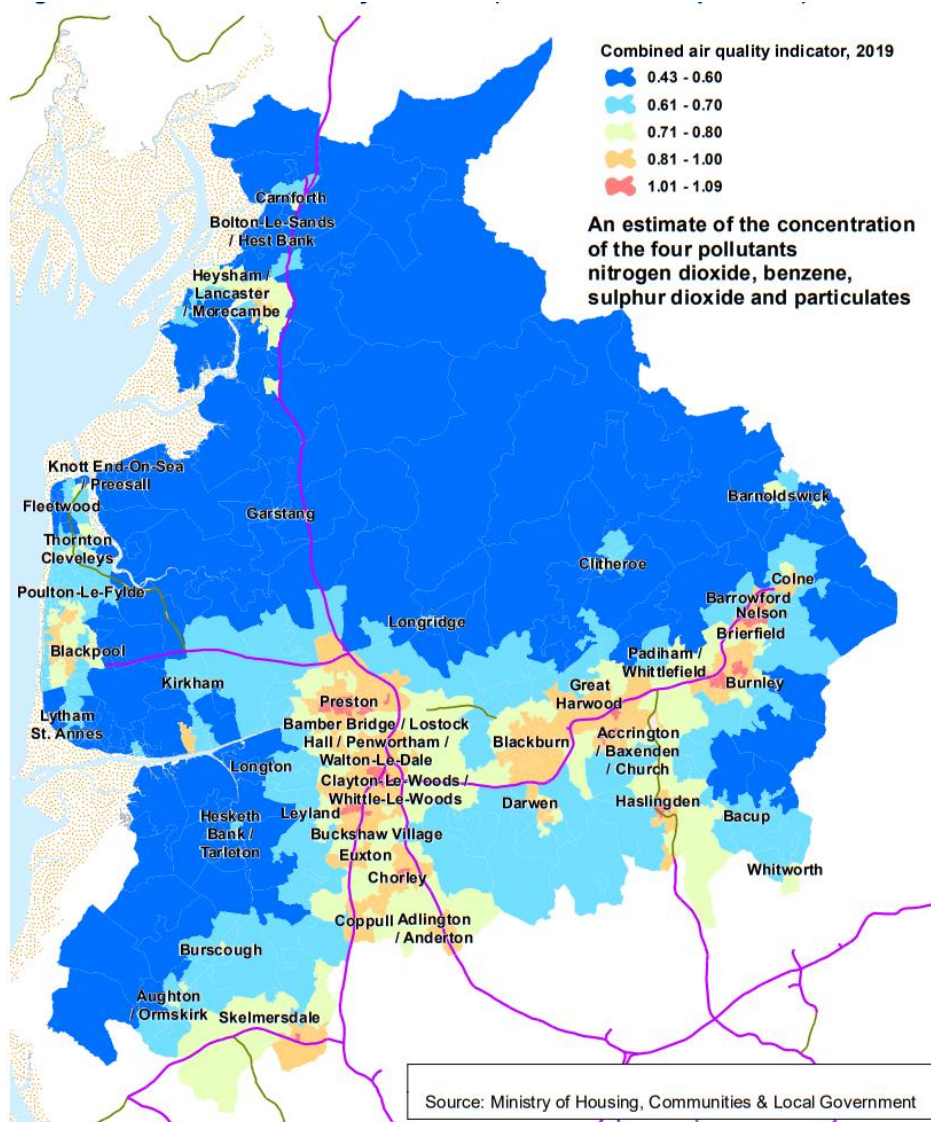 Combined air quality indicator, 2019
0.43 - 0.60
0.61 - 0.70
0.71 - 0.80
0.81 - 1.00
1.01 - 1.09
An estimate of the concentration
of the four pollutants
nitrogen dioxide, benzene,
sulphur dioxide and particulates
Carnforth
Bolton-Le-Sands
/ Hest Bank
Heysham /
Lancaster
/ Morecambe
Knott End-On-Sea
/ Preesall
Fleetwood
Thornton
Cleveleys
Poulton-Le-Fylde
Blackpool
Lytham
St. Annes
Garstang
Barnoldswick
Clitheroe
Colne
Barrowford
Nelson
Brierfield
Longridge
Padiham /
Whittlefield
Burnley
Kirkham
Great
Harwood
Preston
Bamber Bridge / Lostock
Hall / Penwortham /
Walton-Le-Dale
Blackburn
Accrington
/ Baxenden
/ Church
Longton
Clayton-Le-Woods /
Whittle-Le-Woods
Darwen
Haslingden
Bacup
Hesketh
Bank /
Tarleton
Leyland
Buckshaw Village
Euxton
Chorley
Whitworth
Coppull
Adlington
/ Anderton
Burscough
Aughton
/ Ormskirk
Skelmersdale
Source: Ministry of Housing, Communities & Local Government